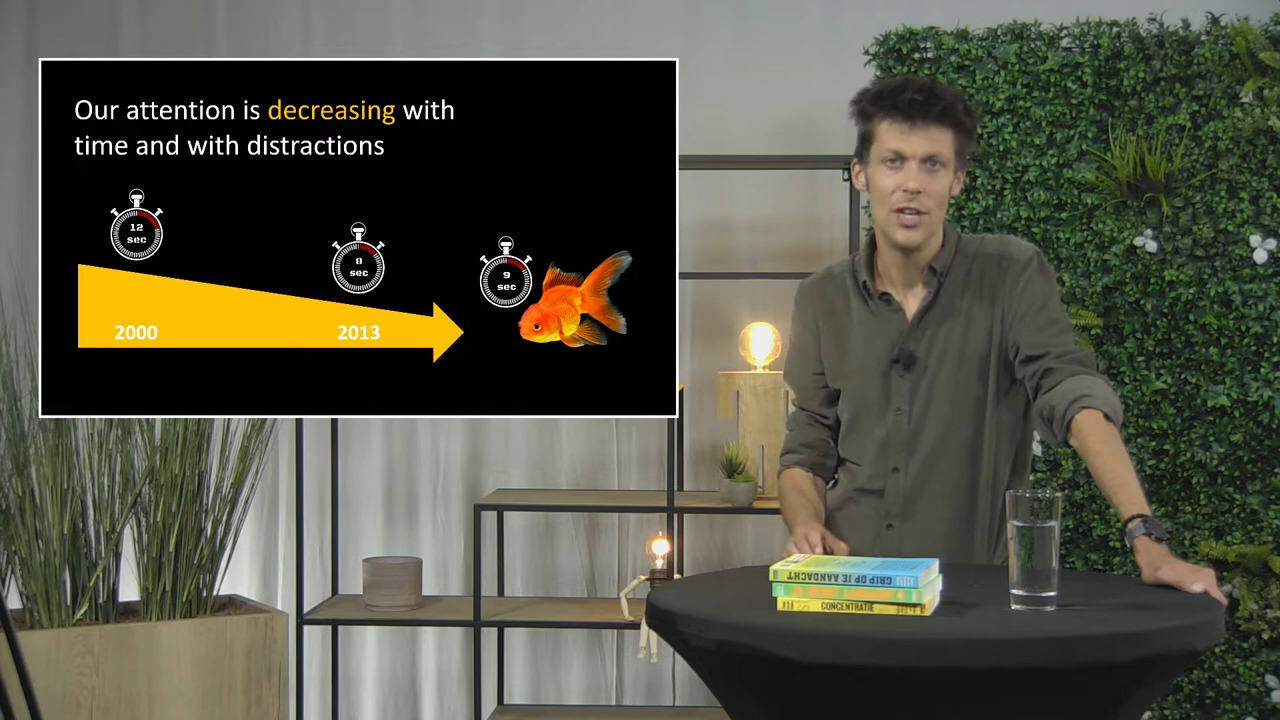 Our attention is decreasing with
time and with distractions
12
sec
8
sec
9
sec
2000
2013
GRIP OP JE AANDACHT
CONCENTRATIE